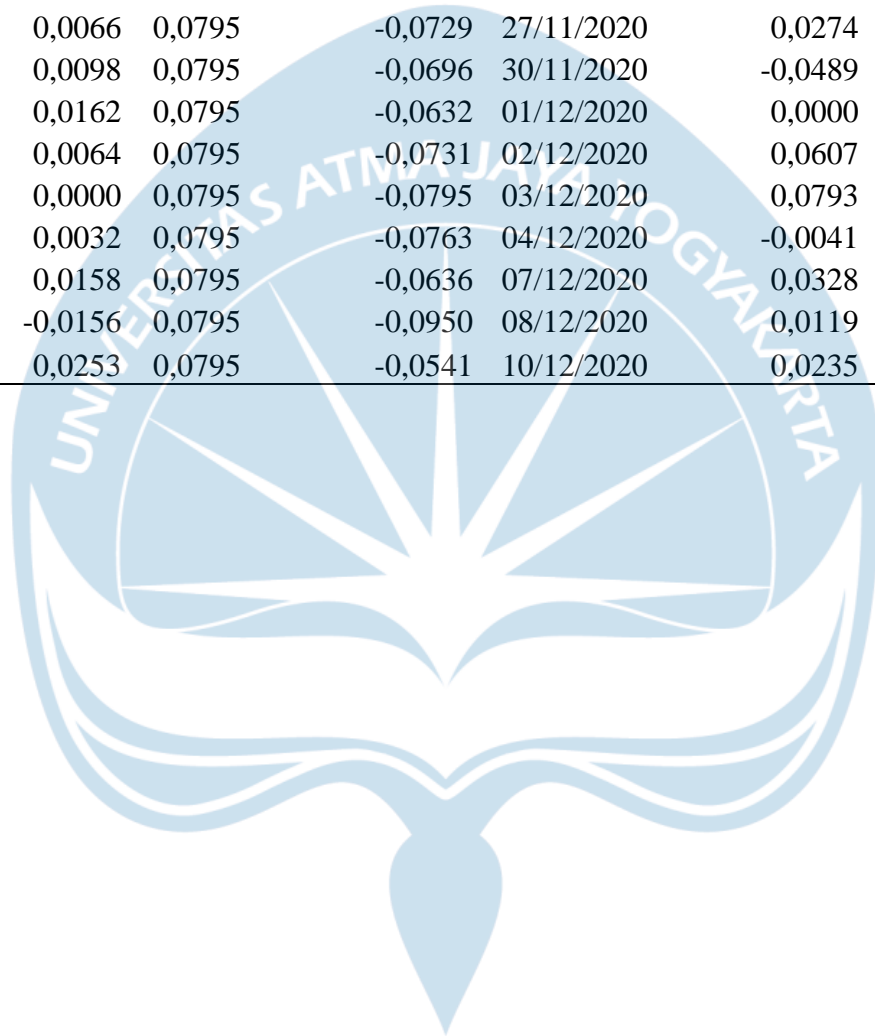 0,0066 0,0795 -0,0729 27/11/2020 0,0274
0,0098 0,0795 -0,0696 30/11/2020 -0,0489
0,0162 0,0795 -0,0632 01/12/2020 0,0000
0,0064 0,0795 -0,0731 02/12/2020 0,0607
0,0000 0,0795 -0,0795 03/12/2020 0,0793
0,0032 0,0795 -0,0763 04/12/2020 -0,0041
0,0158 0,0795 -0,0636 07/12/2020 0,0328
-0,0156 0,0795 -0,0950 08/12/2020 0,0119
0,0253 0,0795 -0,0541 10/12/2020 0,0235
UNIVERSITAS ATMA JAYA YOGYAKARTA